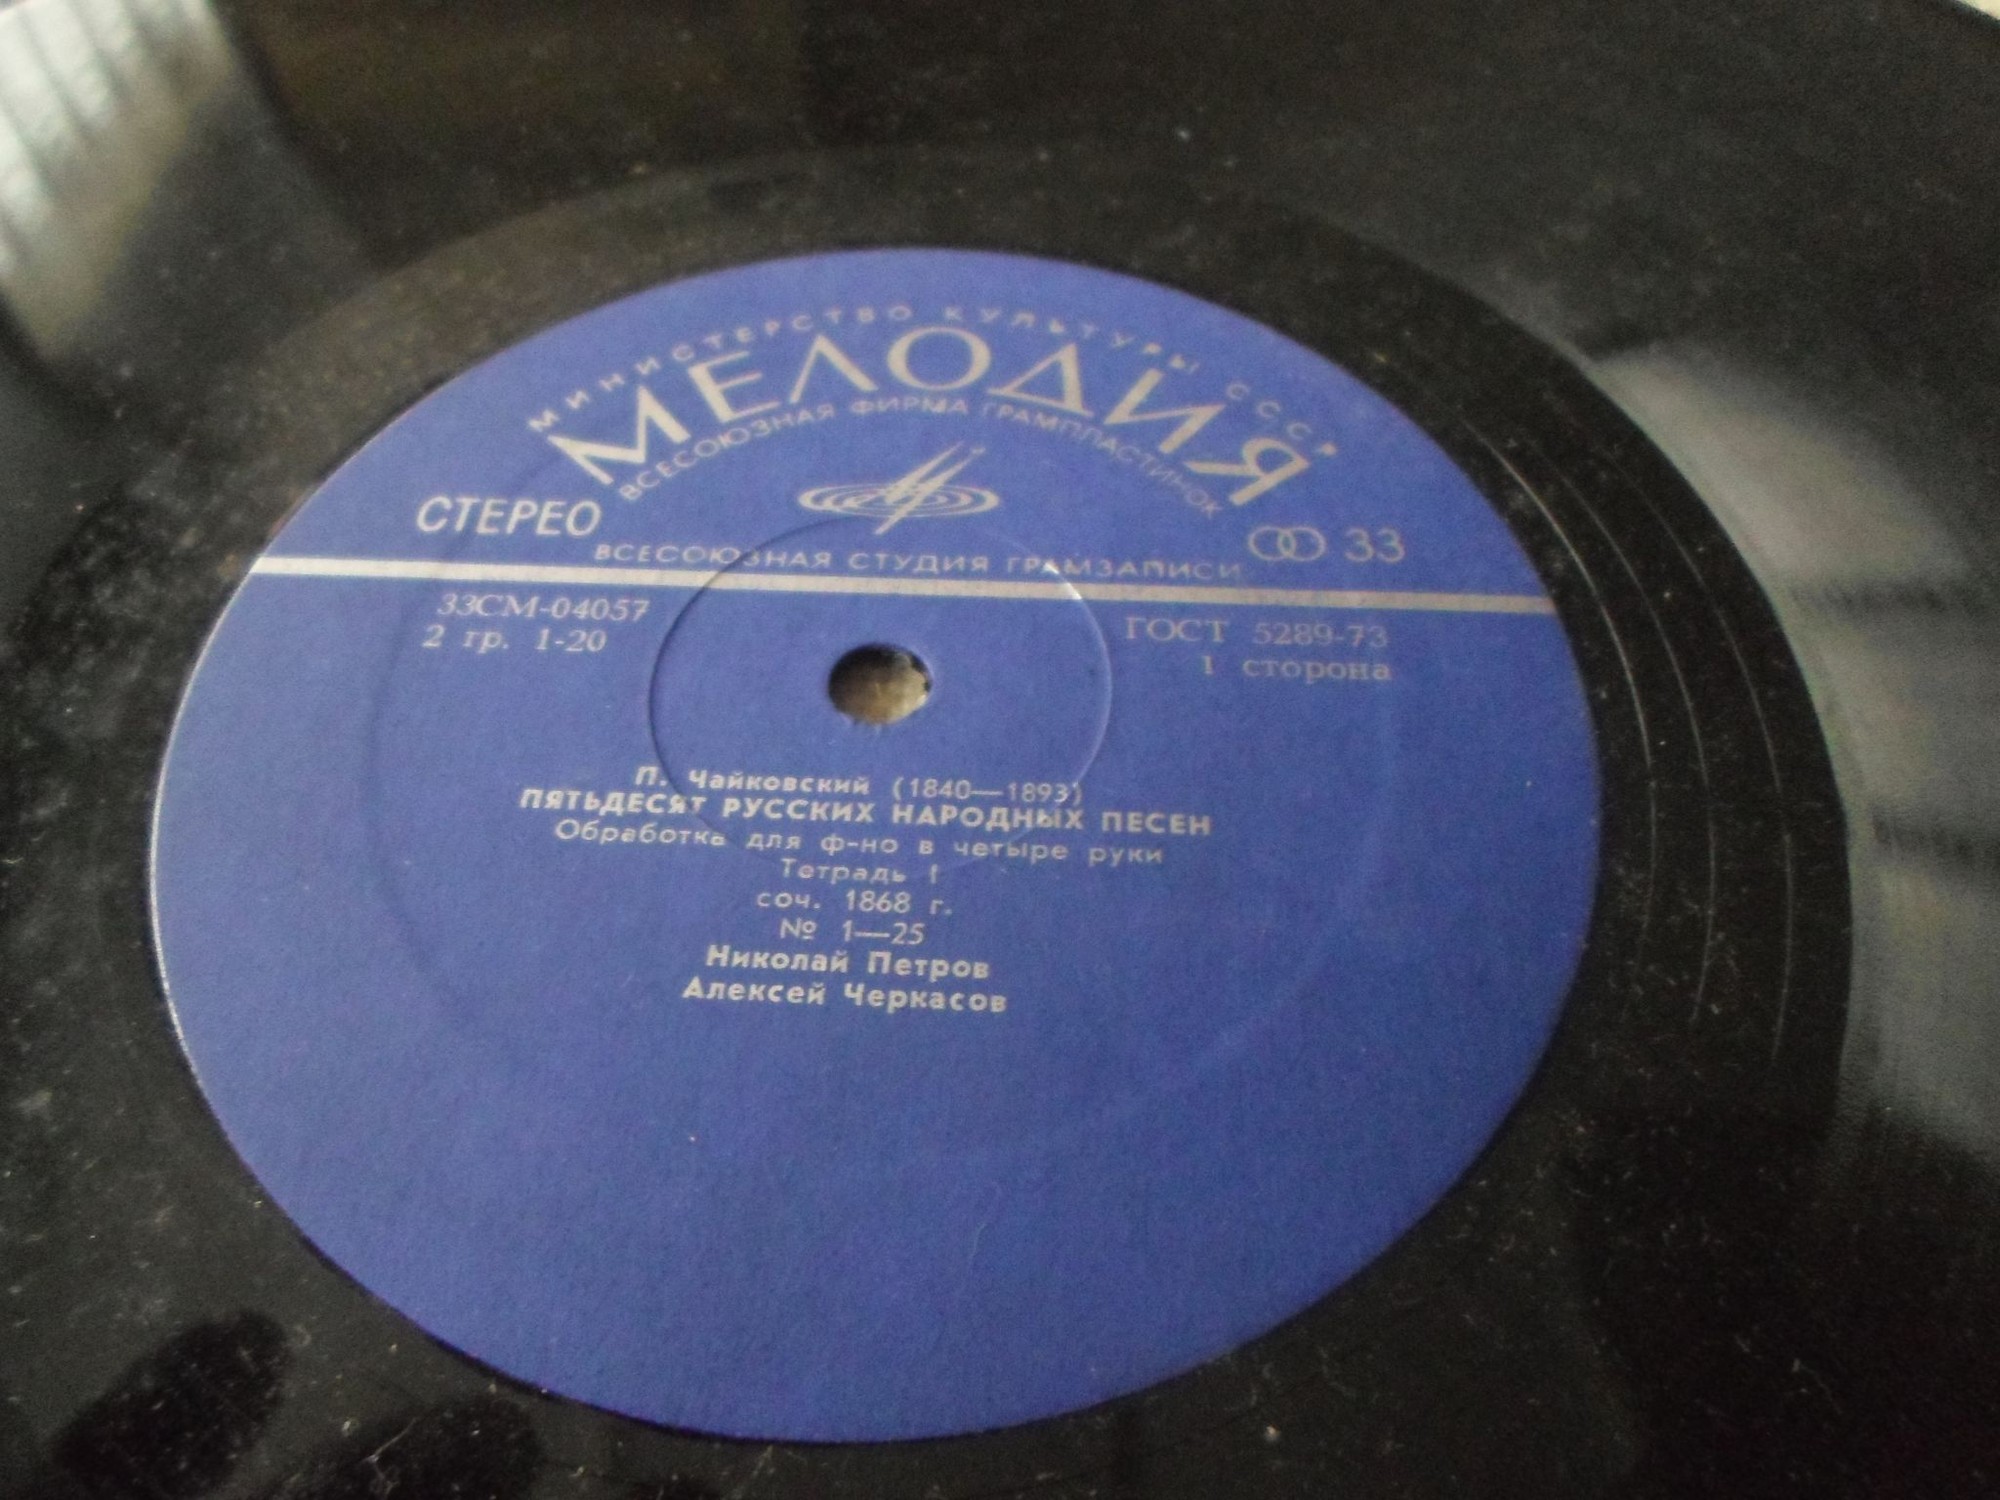 МИНИСТЕРСТВО КУЛЬТУРЫ СССР
МЕЛОДИЯ
ВСЕСОЮЗНАЯ ФИРМА ГРАМПЛАСТИНОК
СТЕРЕО
33
ВСЕСОЮЗНАЯ СТУДИЯ ГРАМЗАПИСИ
33СМ-04057
ГОСТ 5289-73
2 гр. 1-20
1 сторона
П. Чайковский (1840—1893)
ПЯТЬДЕСЯТ РУССКИХ НАРОДНЫХ ПЕСЕН
Обработка для ф-но в четыре руки
Тетрадь 1
соч. 1868 г.
№ 1—25
Николай Петров
Алексей Черкасов